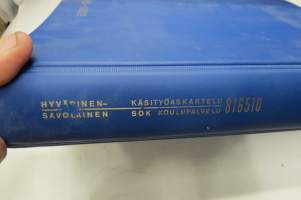 HYVÄRINEN- KÄSITYÖASKARTELU
SAVOLAINEN SOK KOULUPALVELU 816510